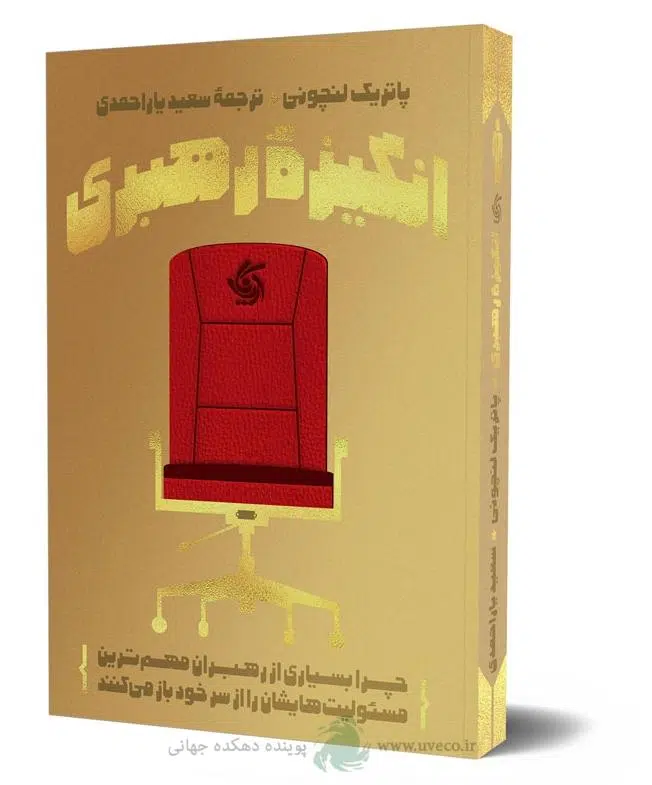 پاتریک لنچونی • ترجمهٔ سعید یاراحمدی
انگیزهٔ رهبری
چرا بسیاری از رهبران مهم‌ترین
مسئولیت‌هایشان را از سر خود باز می‌کنند
انگیزهٔ رهبری • پاتریک لنچونی • سعید یاراحمدی
پوینده دهکده جهانی www.uveco.ir